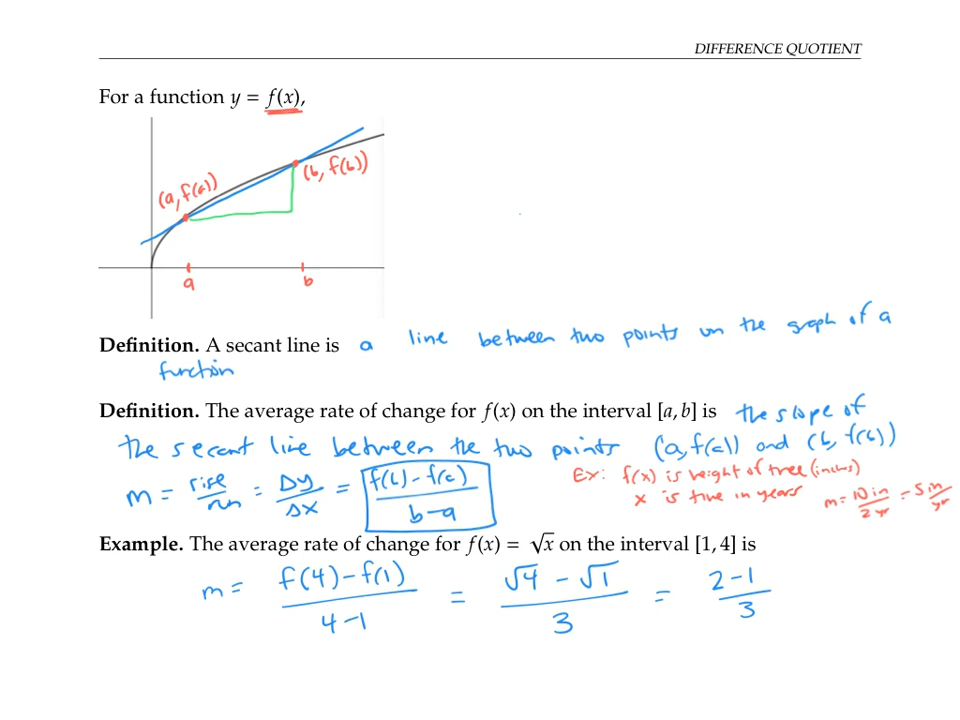 DIFFERENCE QUOTIENT
For a function y = f(x),
(a, f(a))
(b, f(b))
a
b
Definition. A secant line is a line between two points on the graph of a
function
Definition. The average rate of change for f(x) on the interval [a, b] is the slope of
the secant line between the two points (a, f(a)) and (b, f(b))
m = rise/run = Δy/Δx = f(b) - f(a)/b-a
Ex: f(x) is height of tree (inches)
x is time in years m = 10 in/2 yr = 5 in/yr
Example. The average rate of change for f(x) = √x on the interval [1, 4] is
m = f(4) - f(1)/4-1 = √4 - √1/3 = 2-1/3